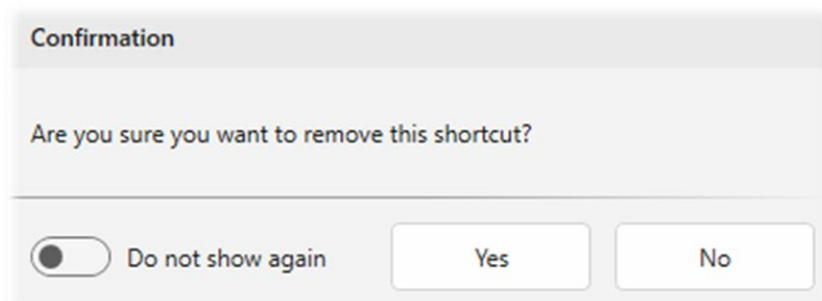 Confirmation
Are you sure you want to remove this shortcut?
Do not show again Yes No